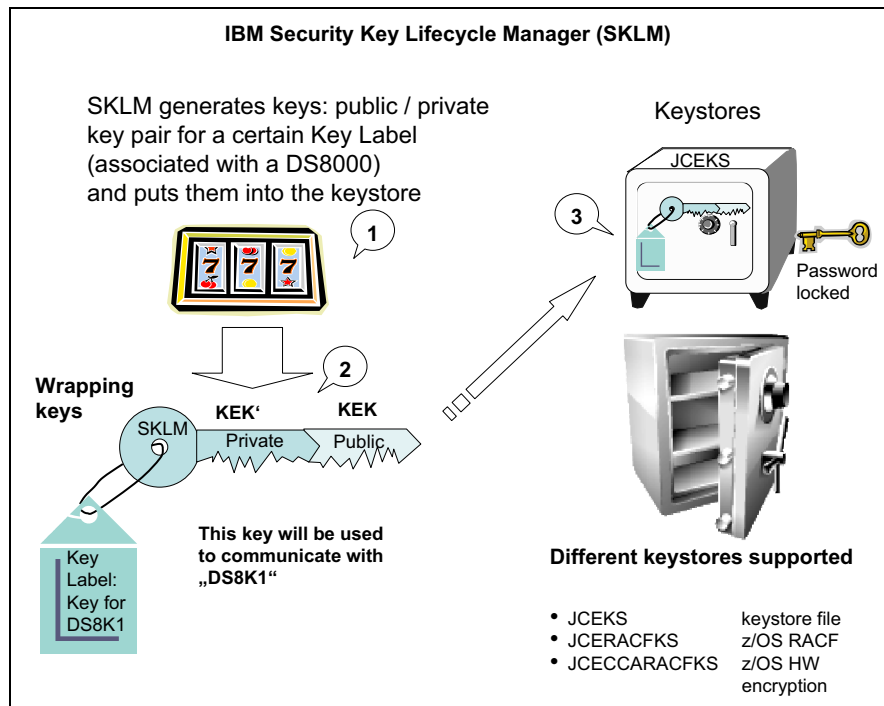 IBM Security Key Lifecycle Manager (SKLM)
SKLM generates keys: public / private
key pair for a certain Key Label
(associated with a DS8000)
and puts them into the keystore
1
7 7 7
2
Wrapping
keys
KEK‘ KEK
SKLM
Private
Public
Key
Label:
Key for
DS8K1
This key will be used
to communicate with
„DS8K1“
Keystores
JCEKS
3
Password
locked
Different keystores supported
• JCEKS keystore file
• JCERACFKS z/OS RACF
• JCECCARACFKS z/OS HW
encryption